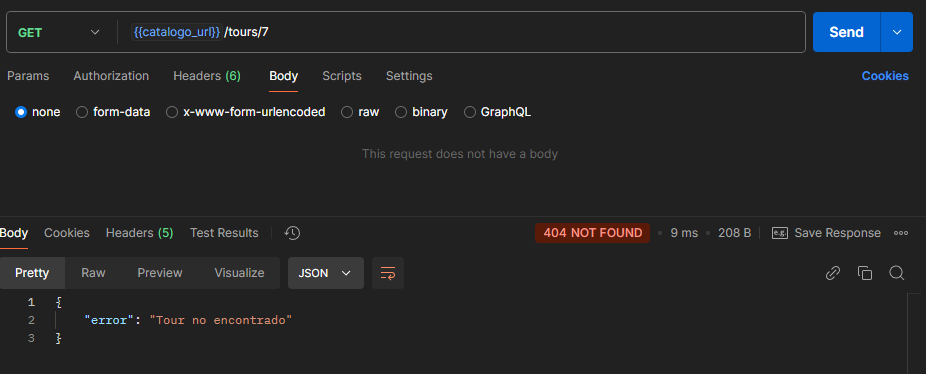 GET {{catalogo_url}} /tours/7 Send
Params Authorization Headers (6) Body Scripts Settings Cookies
none form-data x-www-form-urlencoded raw binary GraphQL
This request does not have a body
Body Cookies Headers (5) Test Results 404 NOT FOUND • 9 ms • 208 B e.g. Save Response
Pretty Raw Preview Visualize JSON
1 {
2 "error": "Tour no encontrado"
3 }